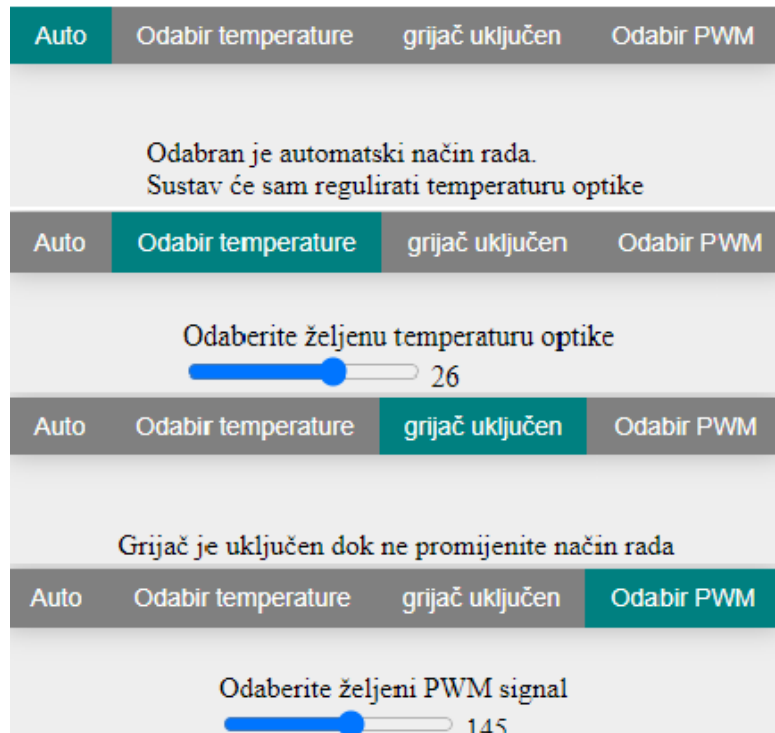 Auto Odabir temperature grijač uključen Odabir PWM
Odabran je automatski način rada.
Sustav će sam regulirati temperaturu optike
Auto Odabir temperature grijač uključen Odabir PWM
Odaberite željenu temperaturu optike
26
Auto Odabir temperature grijač uključen Odabir PWM
Grijač je uključen dok ne promijenite način rada
Auto Odabir temperature grijač uključen Odabir PWM
Odaberite željeni PWM signal
145